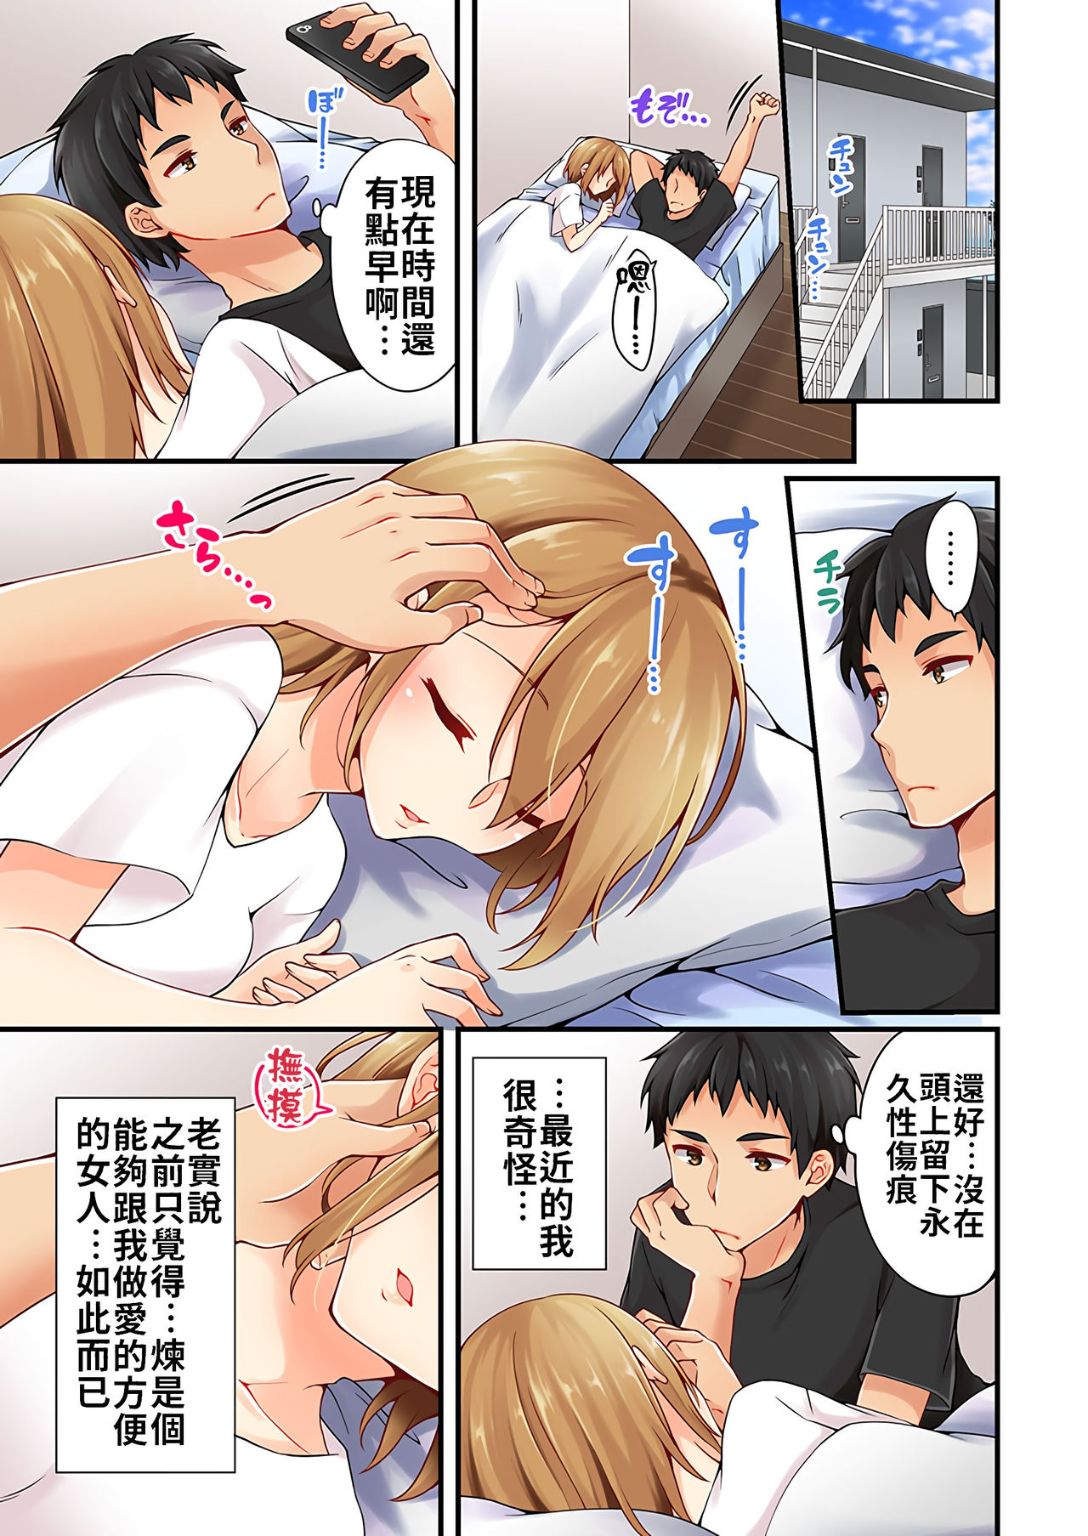 チュン
チュン…
もぞ…
嗯ー…
ぼー…
現在時間還
有點早啊…
……
チラ
すー…
すー…
さら…っ
還好…沒在
頭上留下永
久性傷痕
…最近的我
很奇怪…
撫摸
老實說
之前只覺得…煉是個
能夠跟我做愛的方便
的女人…如此而已